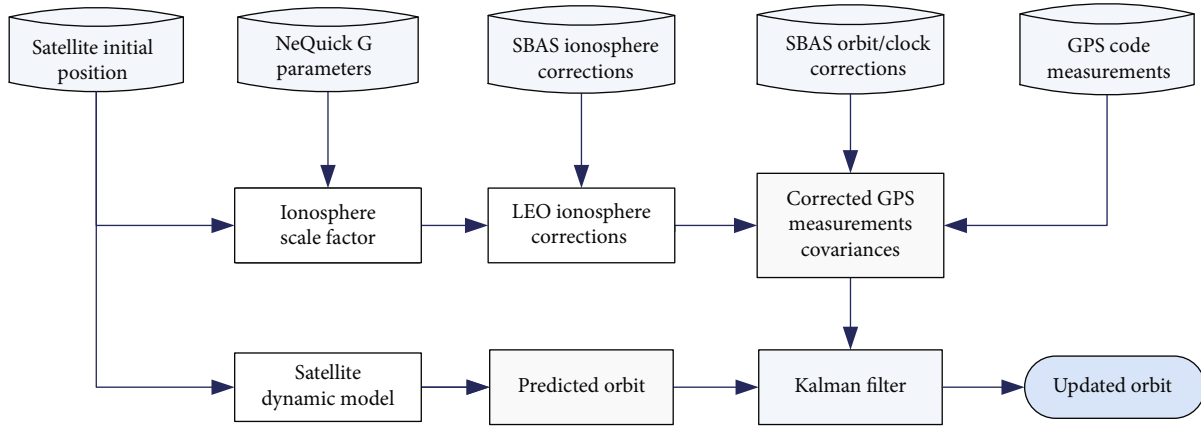 Satellite initial
position
NeQuick G
parameters
SBAS ionosphere
corrections
SBAS orbit/clock
corrections
GPS code
measurements
Ionosphere
scale factor
LEO ionosphere
corrections
Corrected GPS
measurements
covariances
Satellite
dynamic model
Predicted orbit
Kalman filter
Updated orbit